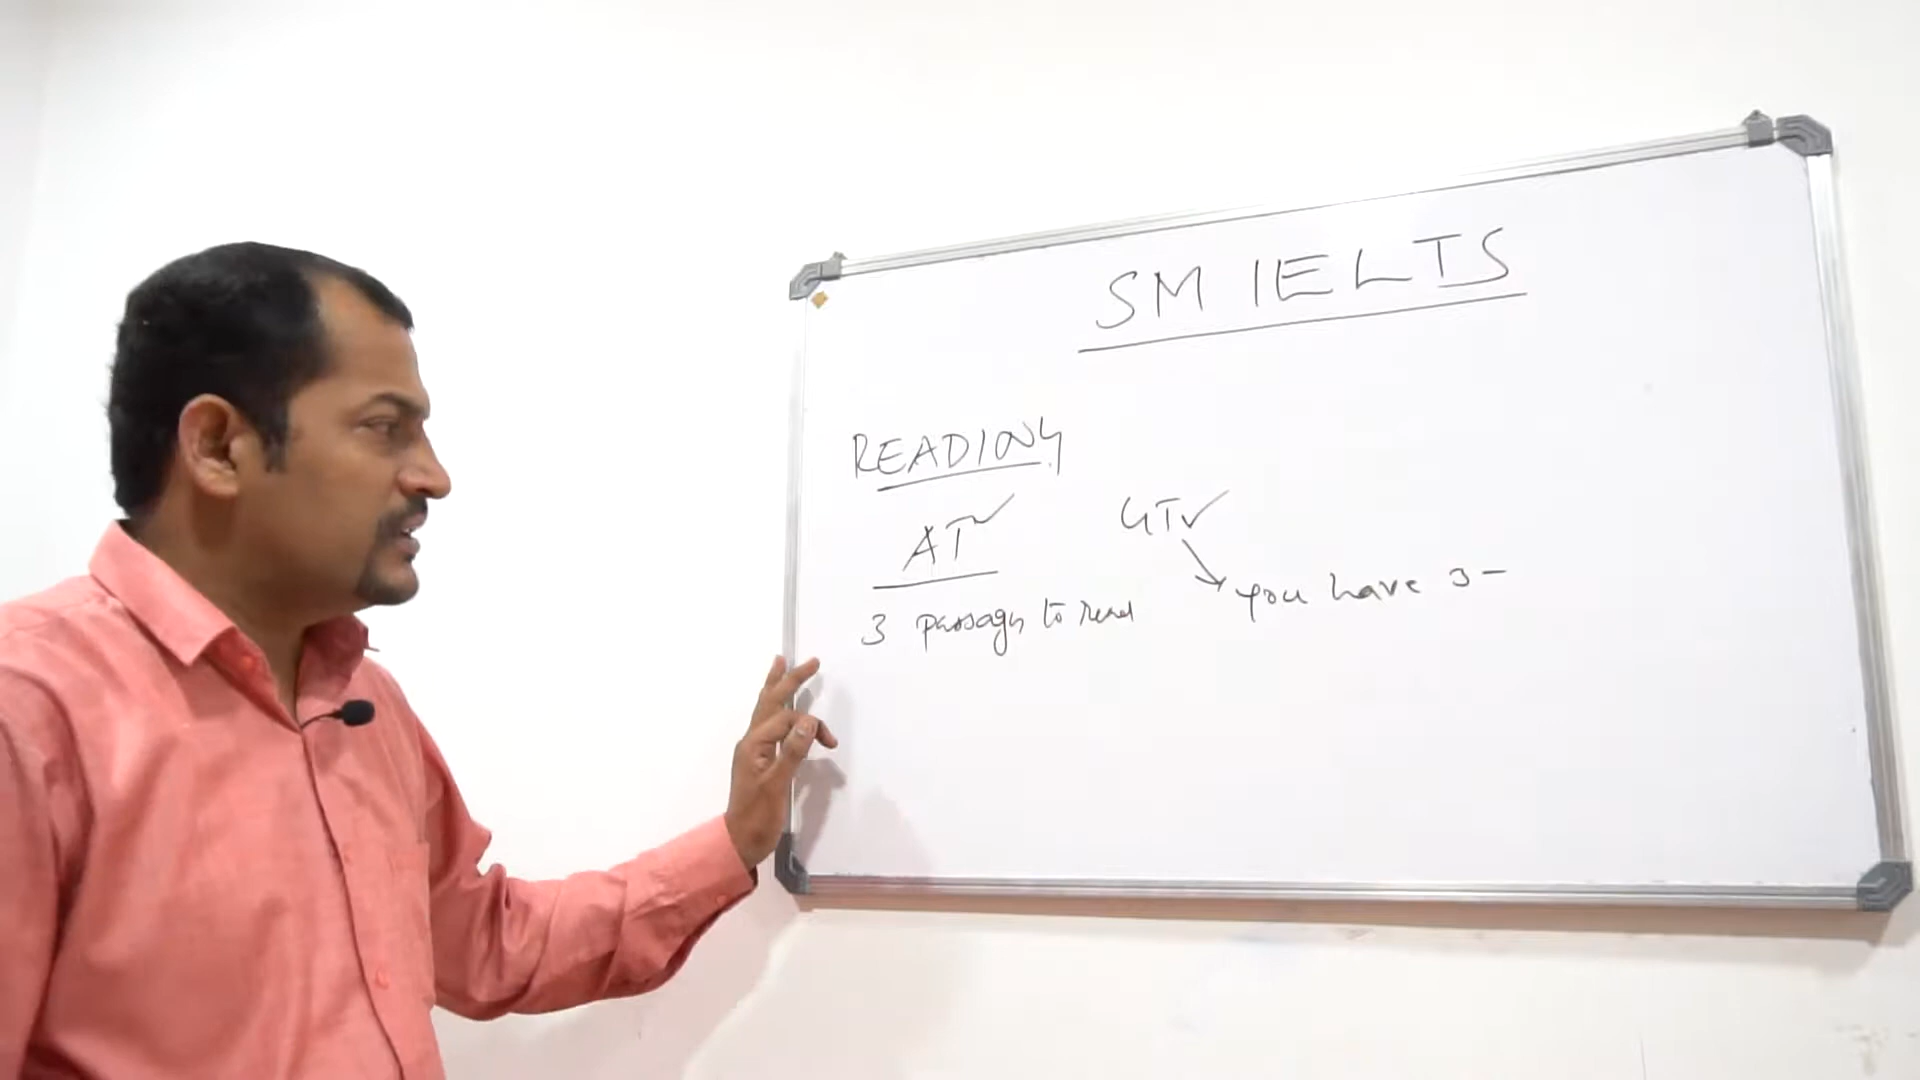 SM IELTS
READING
AT GT
3 passages to read
you have 3 -